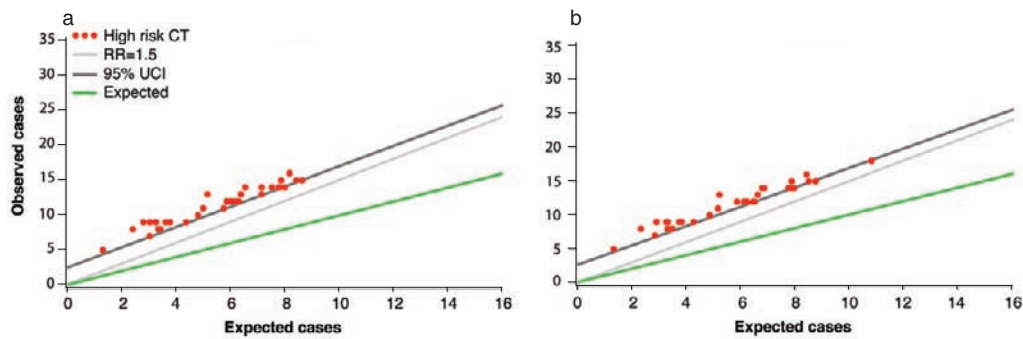 a
High risk CT
RR=1.5
95% UCI
Expected
Observed cases
35
30
25
20
15
10
5
0
0 2 4 6 8 10 12 14 16
Expected cases
b
35
30
25
20
15
10
5
0
0 2 4 6 8 10 12 14 16
Expected cases